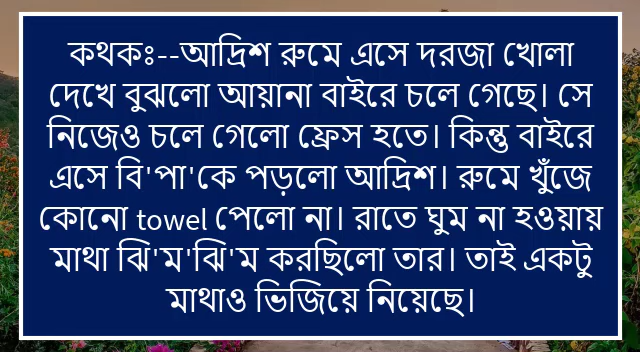 কথকঃ--আদ্রিশ রুমে এসে দরজা খোলা
দেখে বুঝলো আয়ানা বাইরে চলে গেছে। সে
নিজেও চলে গেলো ফ্রেস হতে। কিন্তু বাইরে
এসে বি'পা'কে পড়লো আদ্রিশ। রুমে খুঁজে
কোনো towel পেলো না। রাতে ঘুম না হওয়ায়
মাথা ঝি'ম'ঝি'ম করছিলো তার। তাই একটু
মাথাও ভিজিয়ে নিয়েছে।